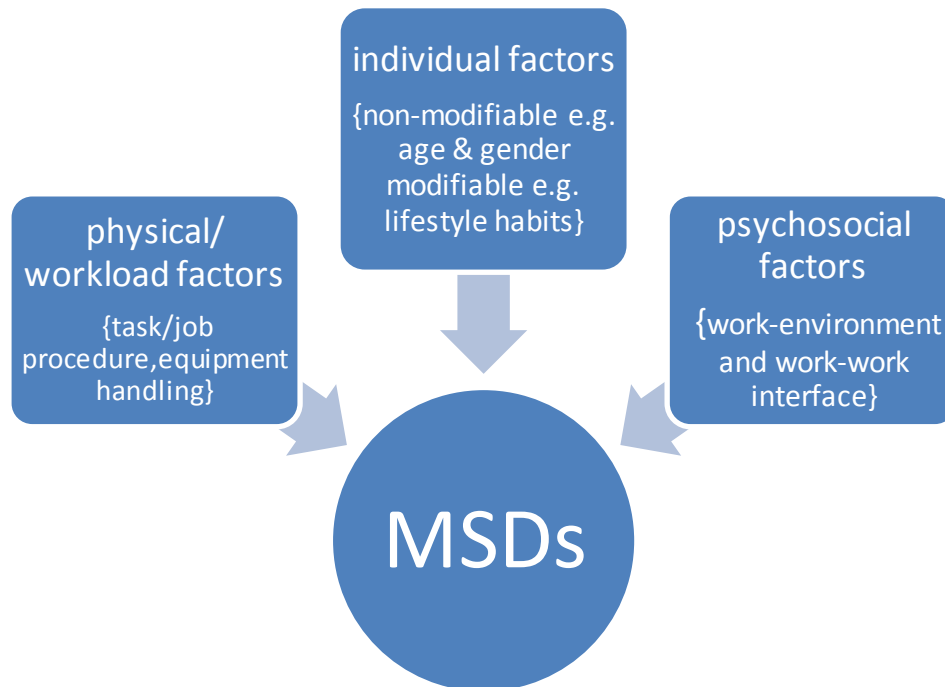 individual factors
{non-modifiable e.g.
age & gender
modifiable e.g.
lifestyle habits}
physical/
workload factors
{task/job
procedure,equipment
handling}
psychosocial
factors
{work-environment
and work-work
interface}
MSDs